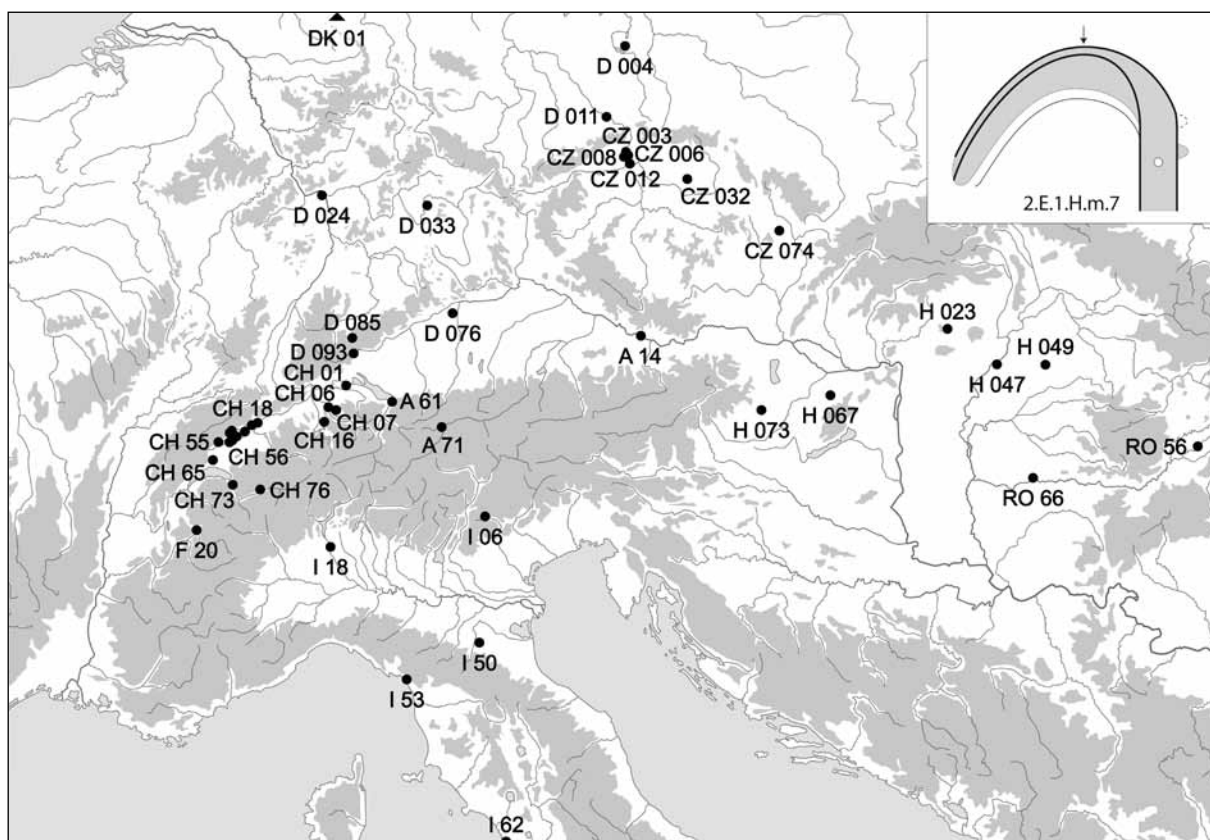 DK 01
D 004
D 011
CZ 003
CZ 008
CZ 006
CZ 012
CZ 032
2.E.1.H.m.7
D 024
D 033
CZ 074
D 085
D 076
H 023
D 093
A 14
H 049
CH 01
H 047
CH 06
A 61
H 067
CH 18
CH 07
H 073
CH 16
A 71
CH 55
CH 56
RO 56
CH 65
CH 73
CH 76
RO 66
I 06
F 20
I 18
I 50
I 53
I 62